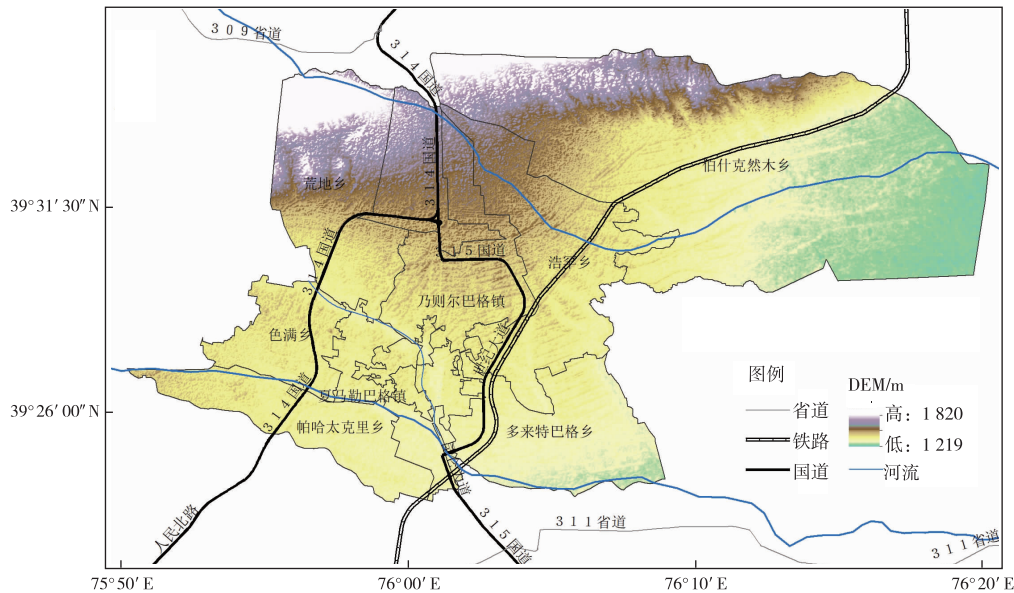 309省道
314国道
伯什克然木乡
314国道
荒地乡
39°31′30″N
1/5国道
浩罕乡
314国道
乃则尔巴格镇
色满乡
世纪大道
图例
DEM/m
314国道
夏马勒巴格镇
省道
高：1 820
39°26′00″N
帕哈太克里乡
多来特巴格乡
铁路
低：1 219
国道
河流
大道
人民北路
315国道
311省道
311省道
75°50′E
76°00′E
76°10′E
76°20′E